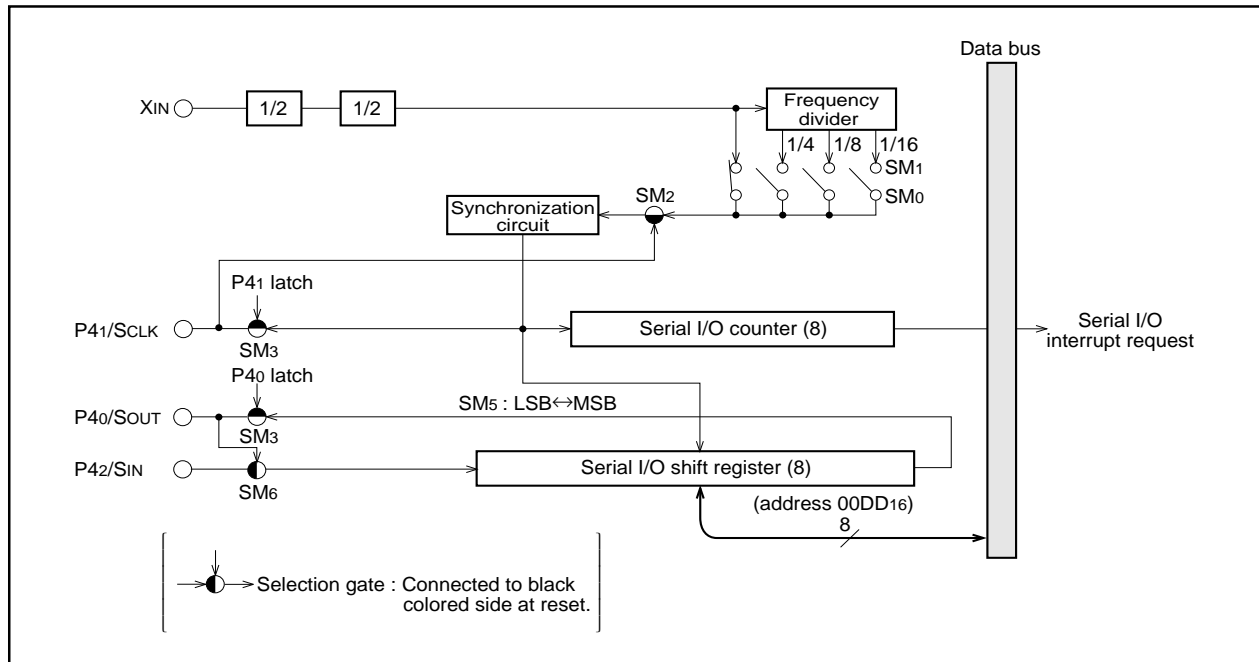 Data bus
XIN
1/2
1/2
Frequency
divider
1/4
1/8
1/16
SM1
SM0
SM2
Synchronization
circuit
P41 latch
P41/SCLK
SM3
Serial I/O counter (8)
Serial I/O
interrupt request
P40 latch
SM5 : LSB↔MSB
P40/SOUT
SM3
P42/SIN
SM6
Serial I/O shift register (8)
(address 00DD16)
8
Selection gate : Connected to black
colored side at reset.